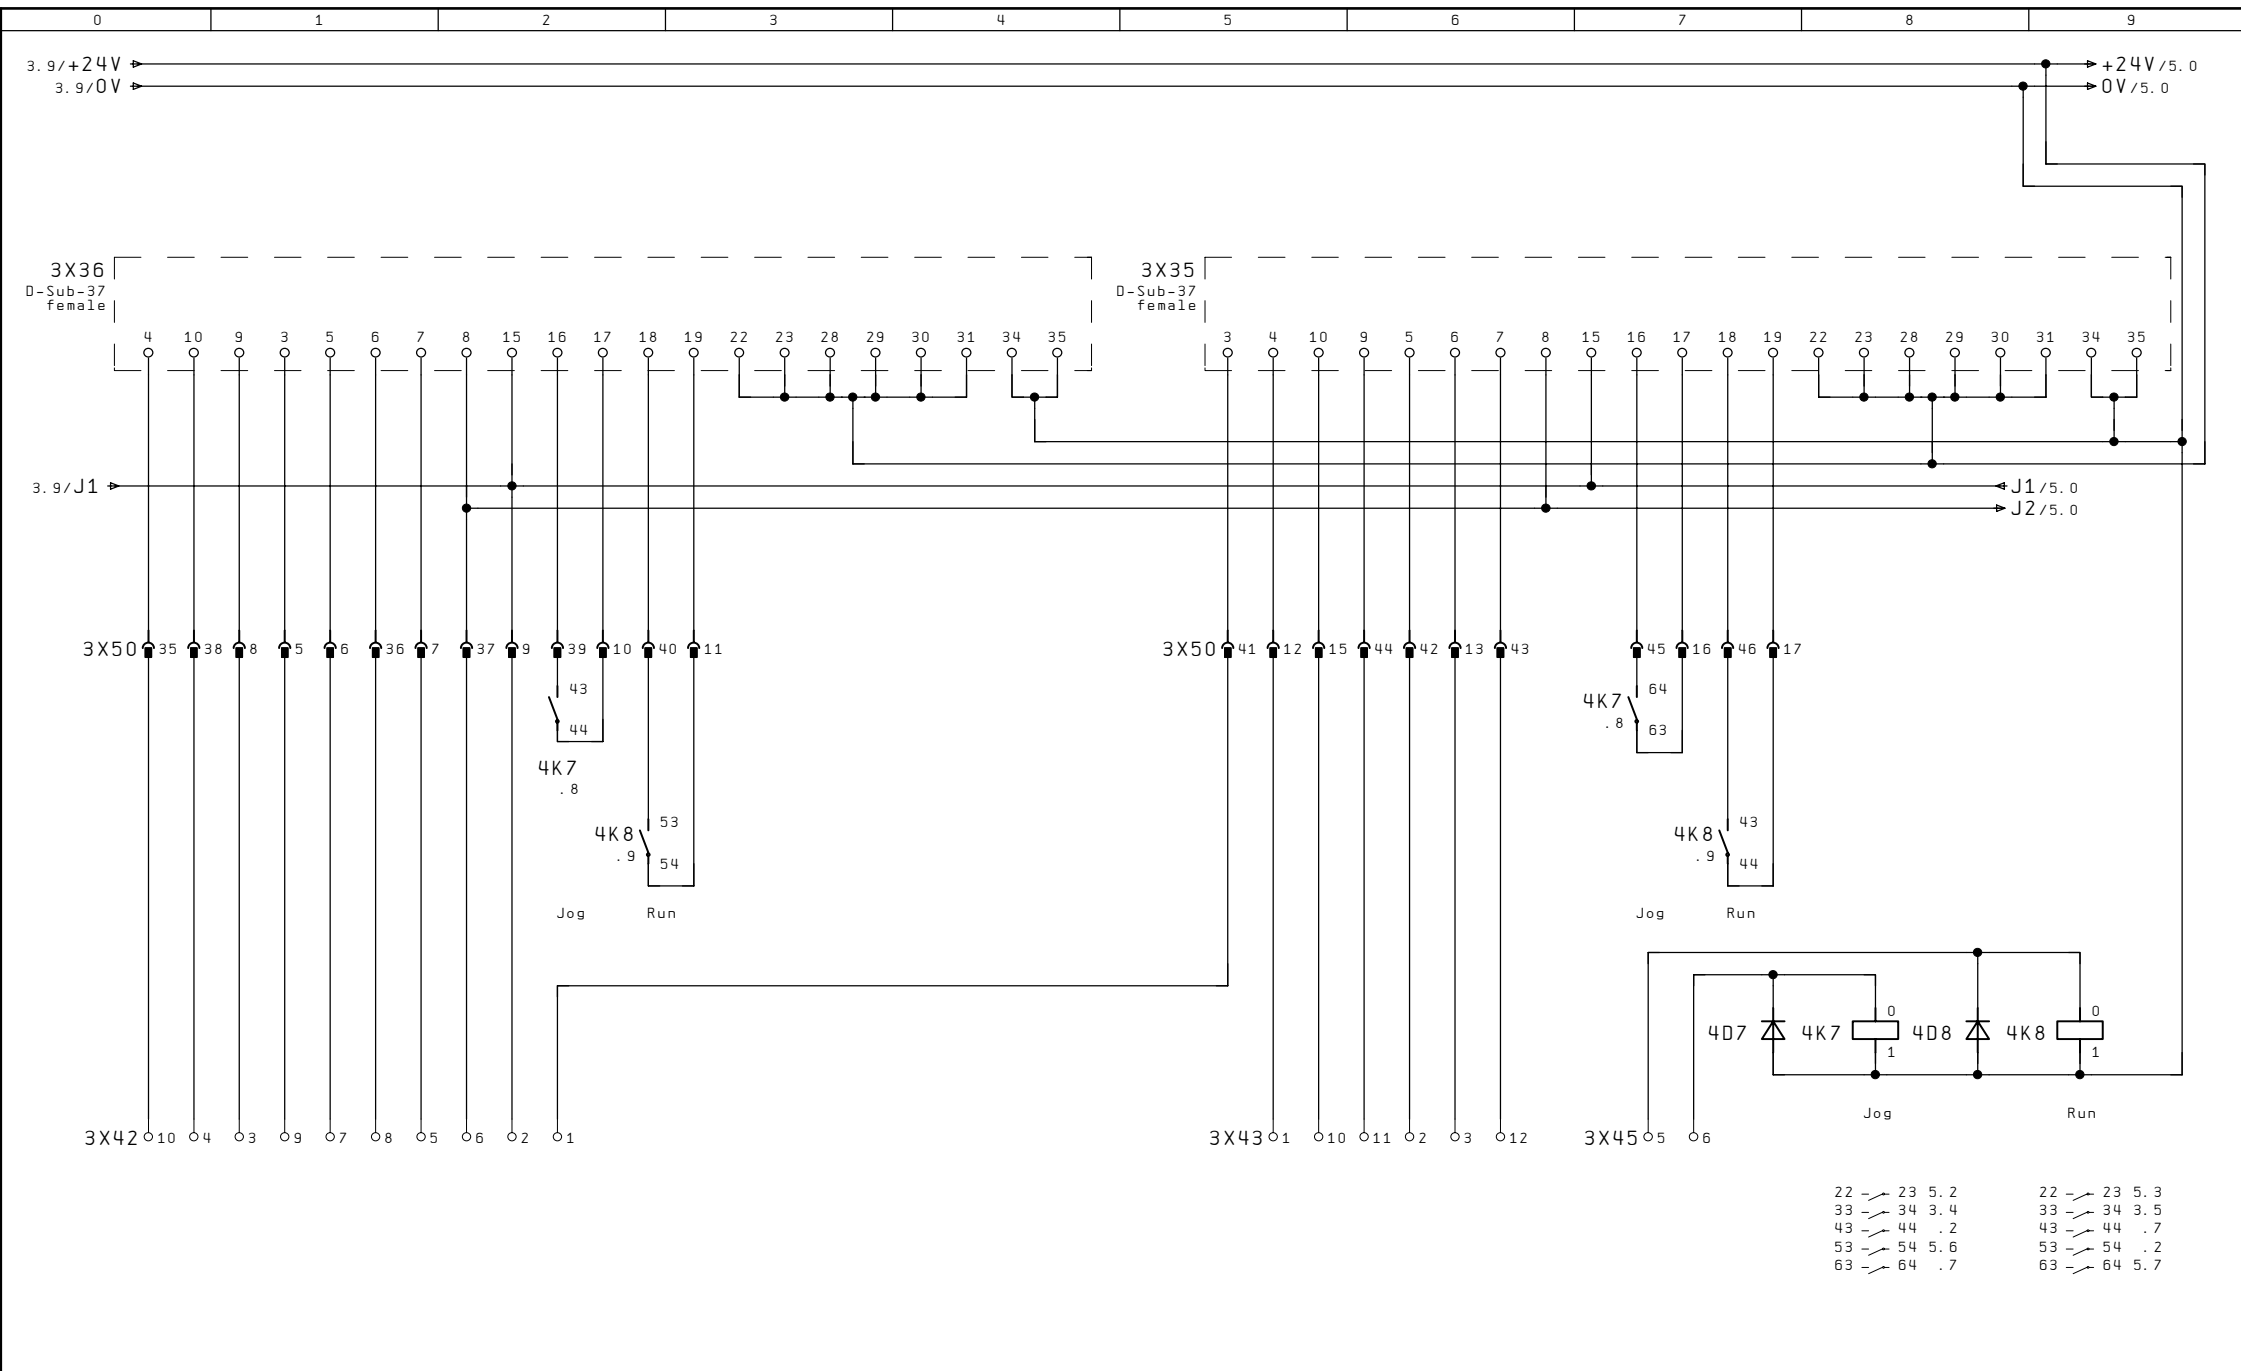 0 1 2 3 4 5 6 7 8 9
3.9/+24V +24V/5.0
3.9/0V 0V/5.0
3X36 3X35
D-Sub-37 D-Sub-37
female female
4 10 9 3 5 6 7 8 15 16 17 18 19 22 23 28 29 30 31 34 35 3 4 10 9 5 6 7 8 15 16 17 18 19 22 23 28 29 30 31 34 35
3.9/J1 J1/5.0
J2/5.0
3X50 35 38 8 5 6 36 7 37 9 39 10 40 11 3X50 41 12 15 44 42 13 43 45 16 46 17
43 64
4K7
.8
44 63
4K7
.8
53 43
4K8 4K8
.9 .9
54 44
Jog Run Jog Run
0 0
4D7 4K7 4D8 4K8
1 1
Jog Run
3X42 10 4 3 9 7 8 5 6 2 1 3X43 1 10 11 2 3 12 3X45 5 6
22 23 5.2 22 23 5.3
33 34 3.4 33 34 3.5
43 44 .2 43 44 .7
53 54 5.6 53 54 .2
63 64 .7 63 64 5.7